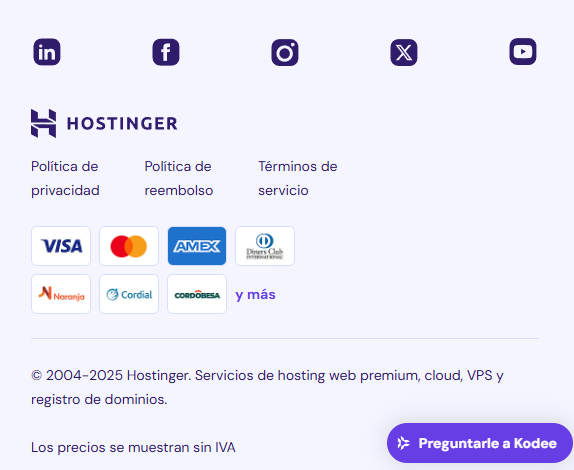 in
f
X
HOSTINGER
Política de privacidad
Política de reembolso
Términos de servicio
VISA
AMEX
Diners Club
INTERNATIONAL
Naranja
Cordial
CORDOBESA
y más
© 2004-2025 Hostinger. Servicios de hosting web premium, cloud, VPS y
registro de dominios.
Los precios se muestran sin IVA
Preguntarle a Kodee